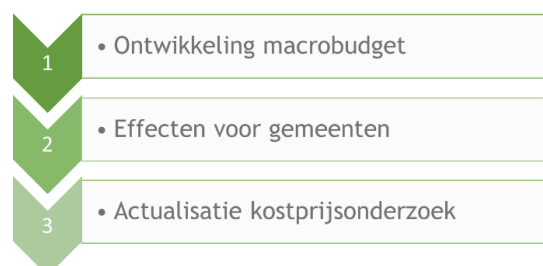 1 • Ontwikkeling macrobudget
2 • Effecten voor gemeenten
3 • Actualisatie kostprijsonderzoek